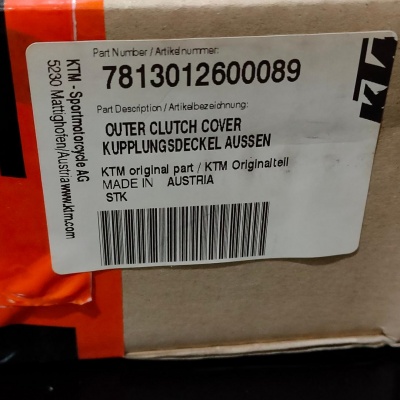 KTM - Sportmotorcycle AG
5230 Mattighofen/Austria www.ktm.com
Part Number / Artikelnummer:
7813012600089
Part Description / Artikelbezeichnung:
OUTER CLUTCH COVER
KUPPLUNGSDECKEL AUSSEN
KTM original part / KTM Originalteil
MADE IN AUSTRIA
STK
KTM